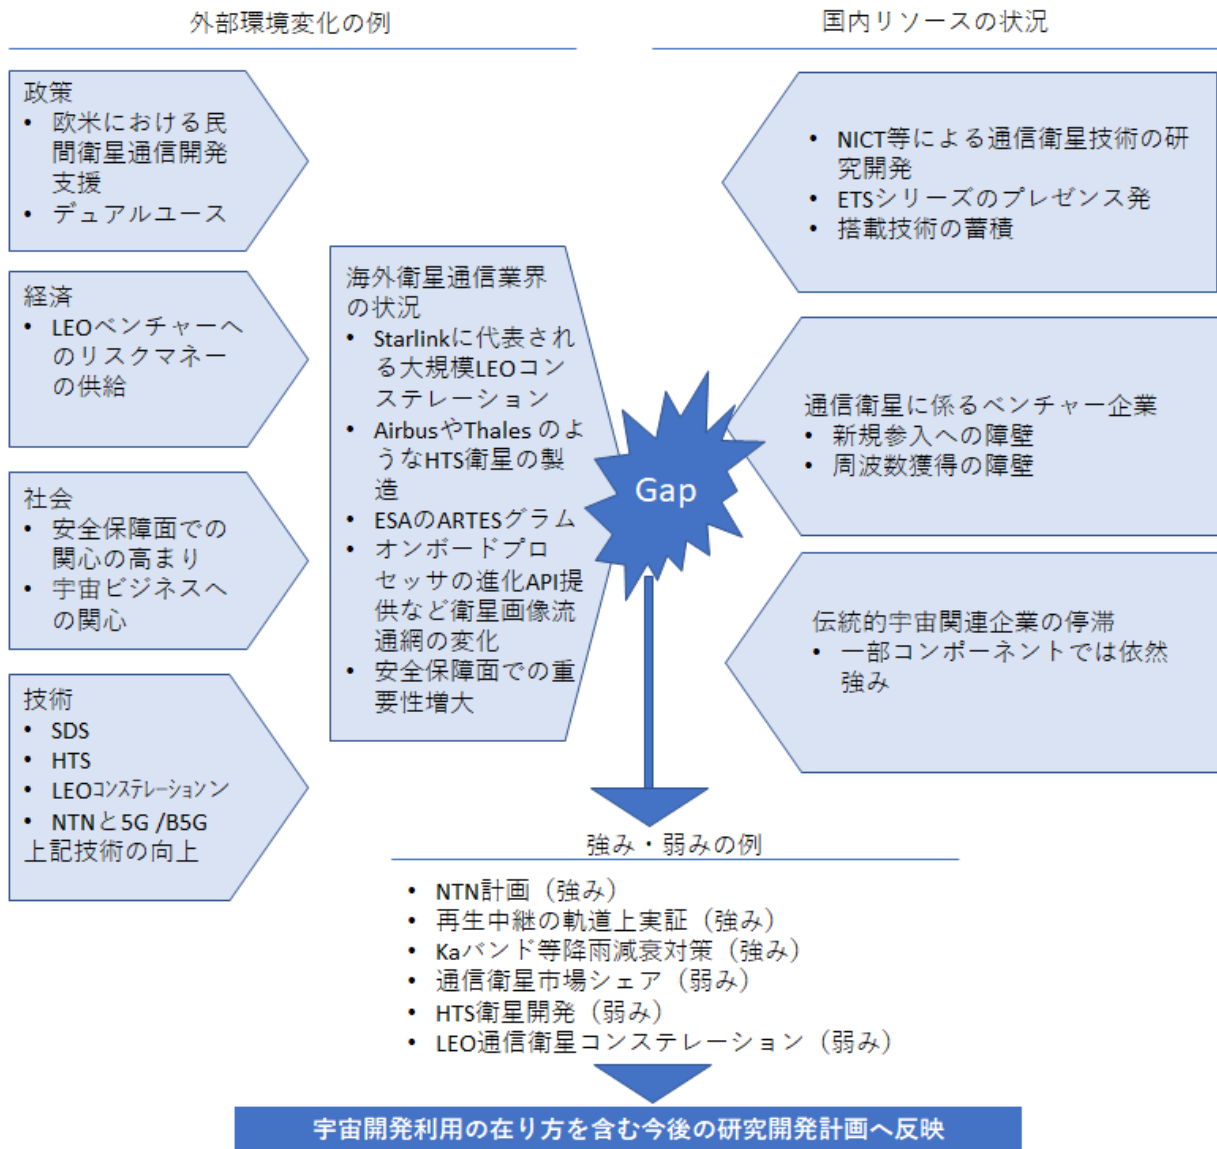 外部環境変化の例
政策
• 欧米における民
間衛星通信開発
支援
• デュアルユース
経済
• LEOベンチャーへ
のリスクマネー
の供給
社会
• 安全保障面での
関心の高まり
• 宇宙ビジネスへ
の関心
技術
• SDS
• HTS
• LEOコンステレーションン
• NTNと5G /B5G
上記技術の向上
海外衛星通信業界
の状況
• Starlinkに代表され
る大規模LEOコン
ステレーション
• AirbusやThales のよ
うなHTS衛星の製
造
• ESAのARTESグラム
• オンボードプロ
セッサの進化API提
供など衛星画像流
通網の変化
• 安全保障面での重
要性増大
Gap
国内リソースの状況
• NICT等による通信衛星技術の研
究開発
• ETSシリーズのプレゼンス発
• 搭載技術の蓄積
通信衛星に係るベンチャー企業
• 新規参入への障壁
• 周波数獲得の障壁
伝統的宇宙関連企業の停滞
• 一部コンポーネントでは依然
強み
強み・弱みの例
• NTN計画（強み）
• 再生中継の軌道上実証（強み）
• Kaバンド等降雨減衰対策（強み）
• 通信衛星市場シェア（弱み）
• HTS衛星開発（弱み）
• LEO通信衛星コンステレーション（弱み）
宇宙開発利用の在り方を含む今後の研究開発計画へ反映